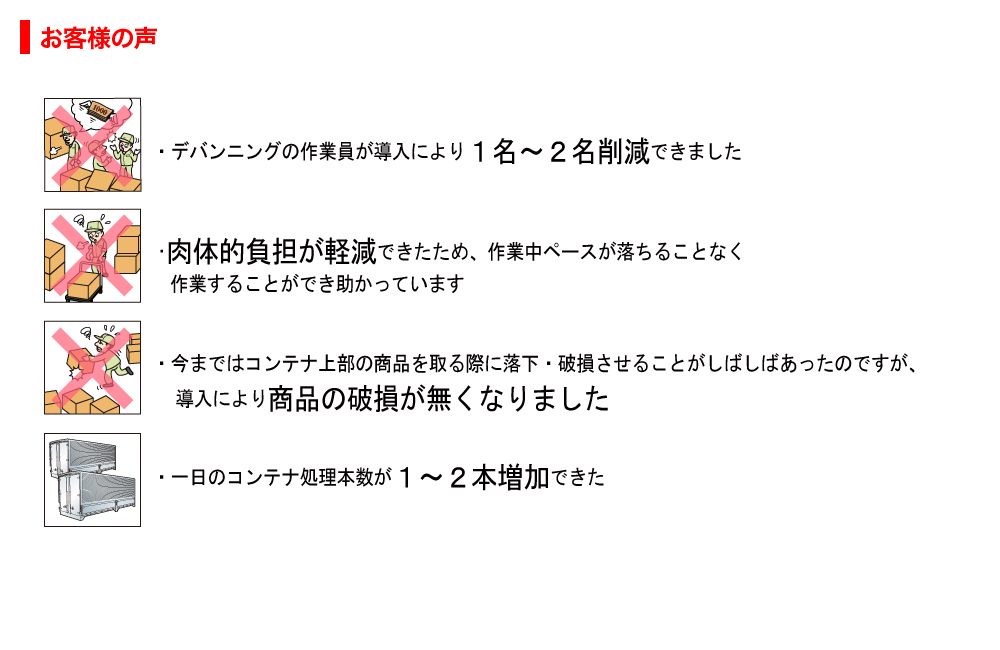 お客様の声
1000
・デバンニングの作業員が導入により１名～２名削減できました
・肉体的負担が軽減できたため、作業中ペースが落ちることなく
作業することができ助かっています
・今まではコンテナ上部の商品を取る際に落下・破損させることがしばしばあったのですが、
導入により商品の破損が無くなりました
・一日のコンテナ処理本数が１～２本増加できた